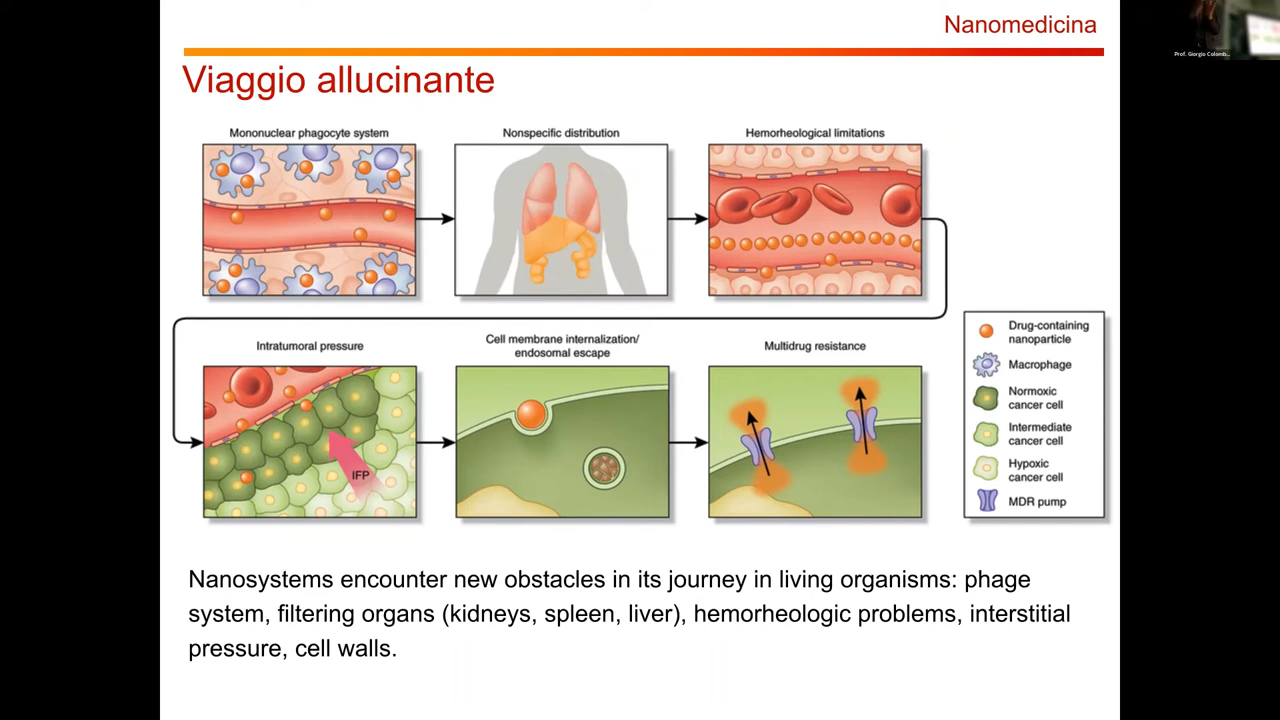 Nanomedicina
Prof. Giorgio Colomb...
Viaggio allucinante
Mononuclear phagocyte system
Nonspecific distribution
Hemorheological limitations
Intratumoral pressure
Cell membrane internalization/
endosomal escape
Multidrug resistance
IFP
Drug-containing
nanoparticle
Macrophage
Normoxic
cancer cell
Intermediate
cancer cell
Hypoxic
cancer cell
MDR pump
Nanosystems encounter new obstacles in its journey in living organisms: phage
system, filtering organs (kidneys, spleen, liver), hemorheologic problems, interstitial
pressure, cell walls.